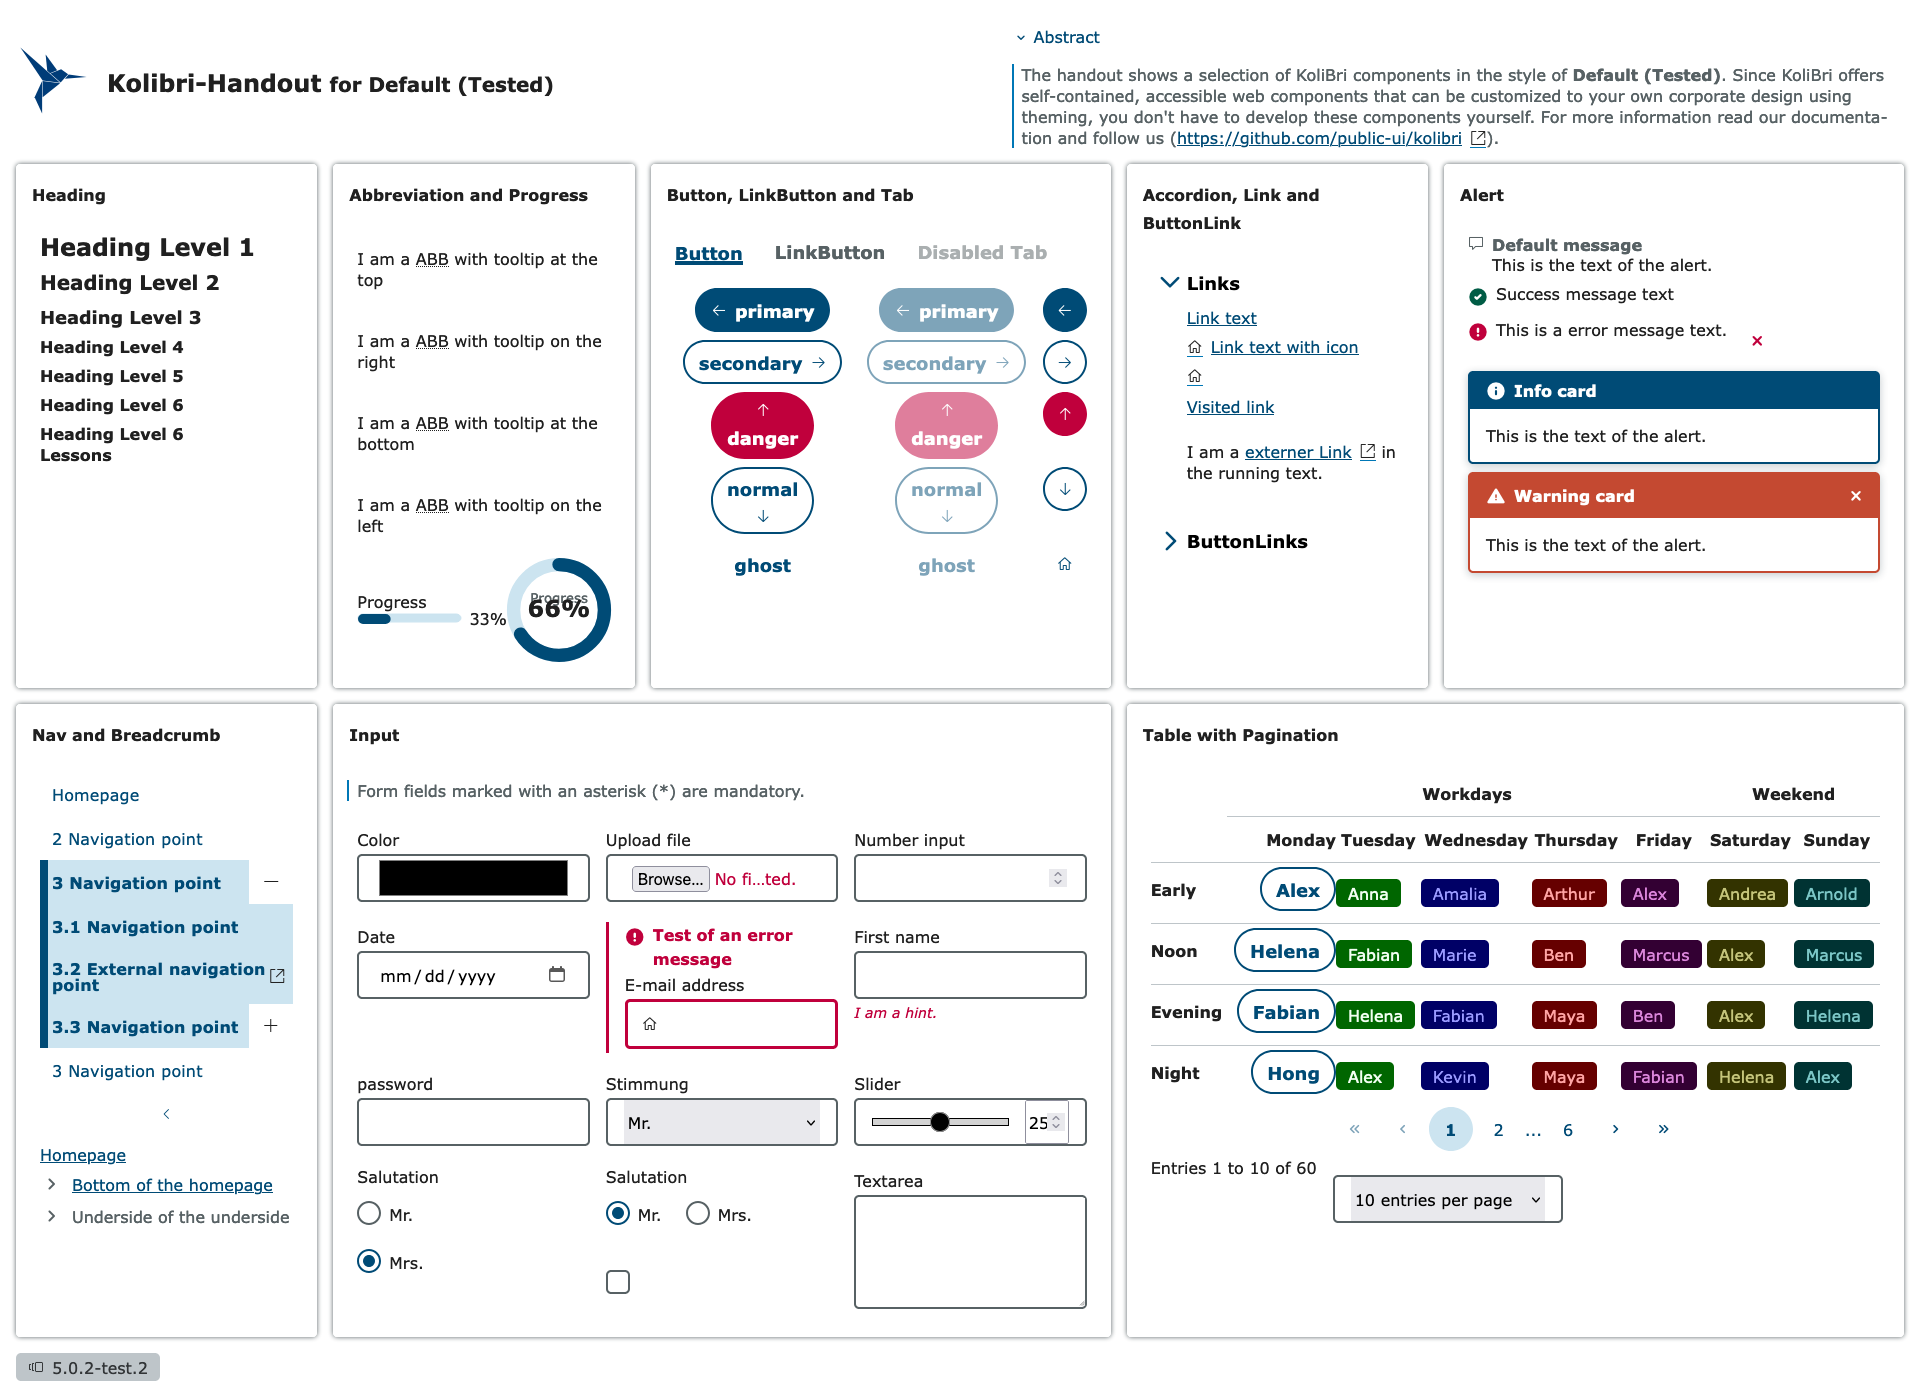 Abstract
Kolibri-Handout for Default (Tested)
The handout shows a selection of KoliBri components in the style of Default (Tested). Since KoliBri offers
self-contained, accessible web components that can be customized to your own corporate design using
theming, you don't have to develop these components yourself. For more information read our documenta-
tion and follow us (https://github.com/public-ui/kolibri ).
Heading
Heading Level 1
Heading Level 2
Heading Level 3
Heading Level 4
Heading Level 5
Heading Level 6
Heading Level 6
Lessons
Abbreviation and Progress
I am a ABB with tooltip at the
top
I am a ABB with tooltip on the
right
I am a ABB with tooltip at the
bottom
I am a ABB with tooltip on the
left
Progress
33%
Progress
66%
Button, LinkButton and Tab
Button LinkButton Disabled Tab
← primary ← primary ←
secondary → secondary → →
↑ ↑ ↑
danger danger
normal normal
↓ ↓ ↓
ghost ghost
Accordion, Link and
ButtonLink
Links
Link text
Link text with icon
Visited link
I am a externer Link in
the running text.
ButtonLinks
Alert
Default message
This is the text of the alert.
Success message text
This is a error message text.
Info card
This is the text of the alert.
Warning card
This is the text of the alert.
Nav and Breadcrumb
Homepage
2 Navigation point
3 Navigation point
3.1 Navigation point
3.2 External navigation
point
3.3 Navigation point
3 Navigation point
Homepage
Bottom of the homepage
Underside of the underside
Input
Form fields marked with an asterisk (*) are mandatory.
Color
Upload file
Browse... No fi...ted.
Number input
Date
mm/dd/yyyy
Test of an error
message
E-mail address
First name
I am a hint.
password
Stimmung
Mr.
Slider
25
Salutation
Mr.
Mrs.
Salutation
Mr. Mrs.
Textarea
Table with Pagination
Workdays Weekend
Monday Tuesday Wednesday Thursday Friday Saturday Sunday
Early Alex Anna Amalia Arthur Alex Andrea Arnold
Noon Helena Fabian Marie Ben Marcus Alex Marcus
Evening Fabian Helena Fabian Maya Ben Alex Helena
Night Hong Alex Kevin Maya Fabian Helena Alex
« ‹ 1 2 ... 6 › »
Entries 1 to 10 of 60
10 entries per page
5.0.2-test.2